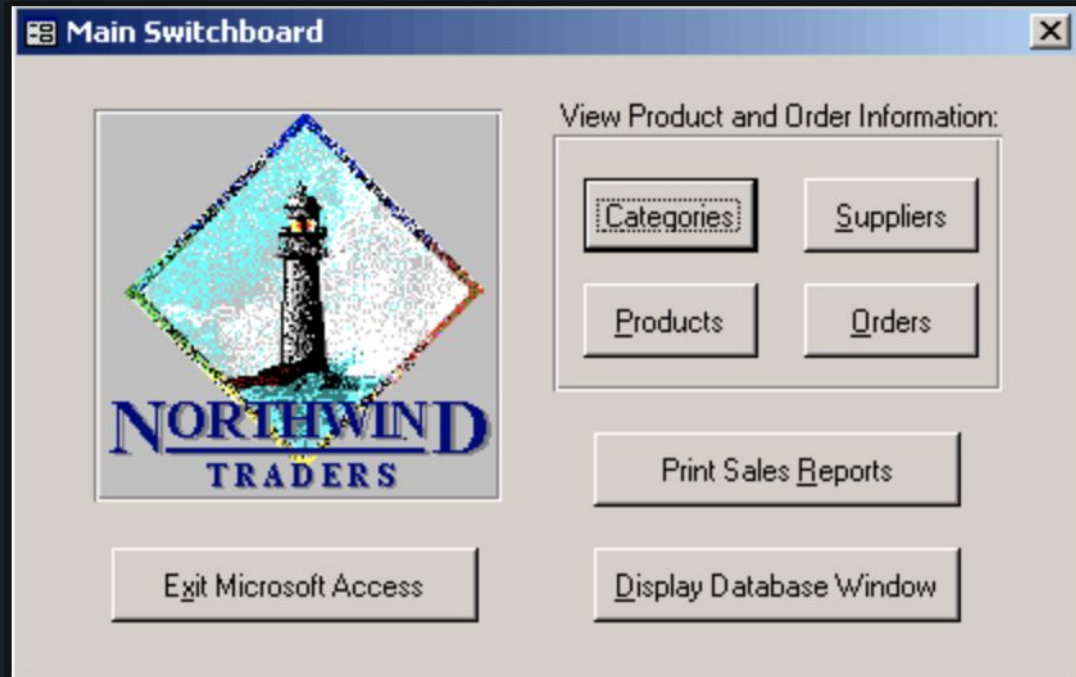 Main Switchboard
NORTHWIND
TRADERS
View Product and Order Information:
Categories
Suppliers
Products
Orders
Print Sales Reports
Exit Microsoft Access
Display Database Window